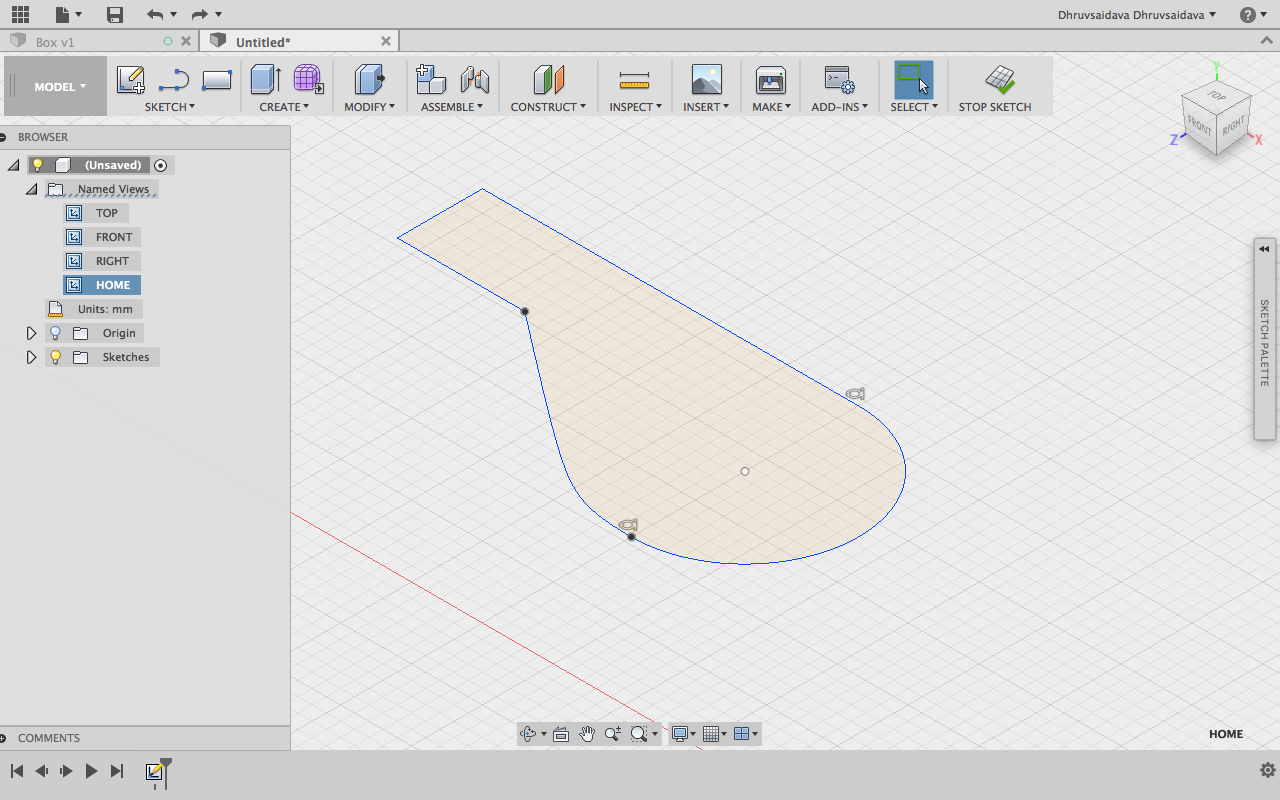 Dhruvsaidava Dhruvsaidava
Box v1
Untitled*
MODEL
SKETCH
CREATE
MODIFY
ASSEMBLE
CONSTRUCT
INSPECT
INSERT
MAKE
ADD-INS
SELECT
STOP SKETCH
Y
TOP
FRONT
RIGHT
Z
X
BROWSER
(Unsaved)
Named Views
TOP
FRONT
RIGHT
HOME
Units: mm
Origin
Sketches
SKETCH PALETTE
HOME
COMMENTS